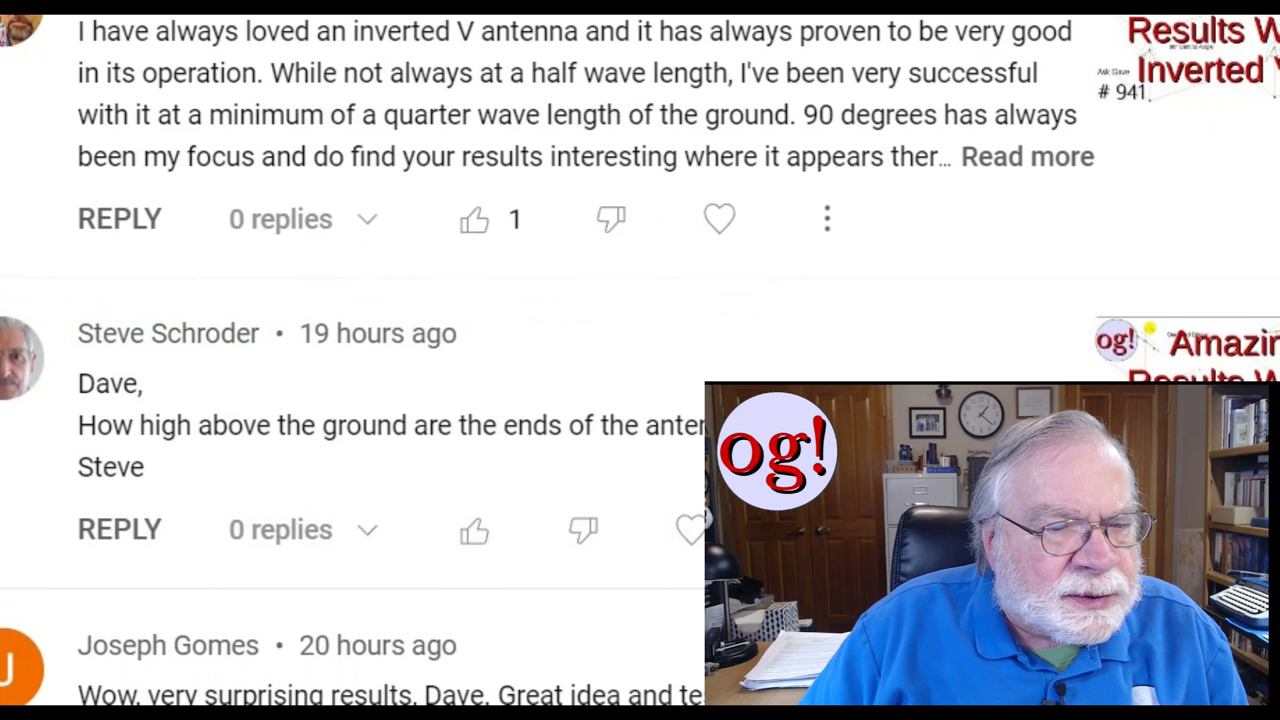 I have always loved an inverted V antenna and it has always proven to be very good
in its operation. While not always at a half wave length, I've been very successful
with it at a minimum of a quarter wave length of the ground. 90 degrees has always
been my focus and do find your results interesting where it appears ther... Read more
Results W
Ask Dave
Inverted
# 941
REPLY 0 replies 1
Steve Schroder • 19 hours ago
og! Amazin
Results W
Dave,
How high above the ground are the ends of the anten
Steve
REPLY 0 replies
og!
J
Joseph Gomes • 20 hours ago
Wow, very surprising results, Dave. Great idea and te